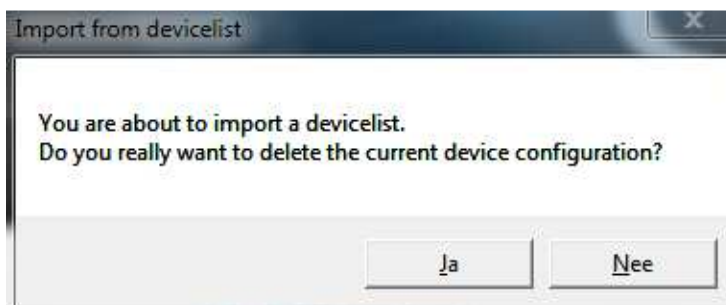 Import from devicelist
You are about to import a devicelist.
Do you really want to delete the current device configuration?
Ja
Nee